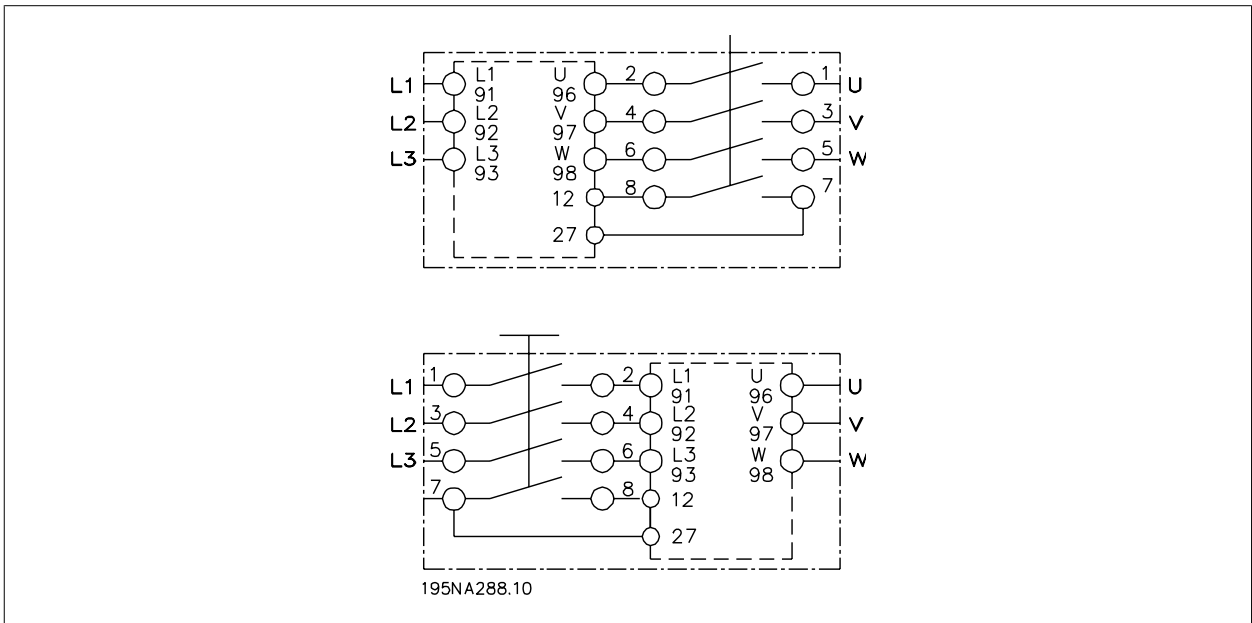 L1 L1 U 2 1 U
91 96
L2 L2 V 4 3 V
92 97
L3 L3 W 6 5 W
93 98
12 8 7
27
L1 1 2 L1 U U
91 96
L2 3 4 L2 V V
92 97
L3 5 6 L3 W W
93 98
7 8 12
27
195NA288.10